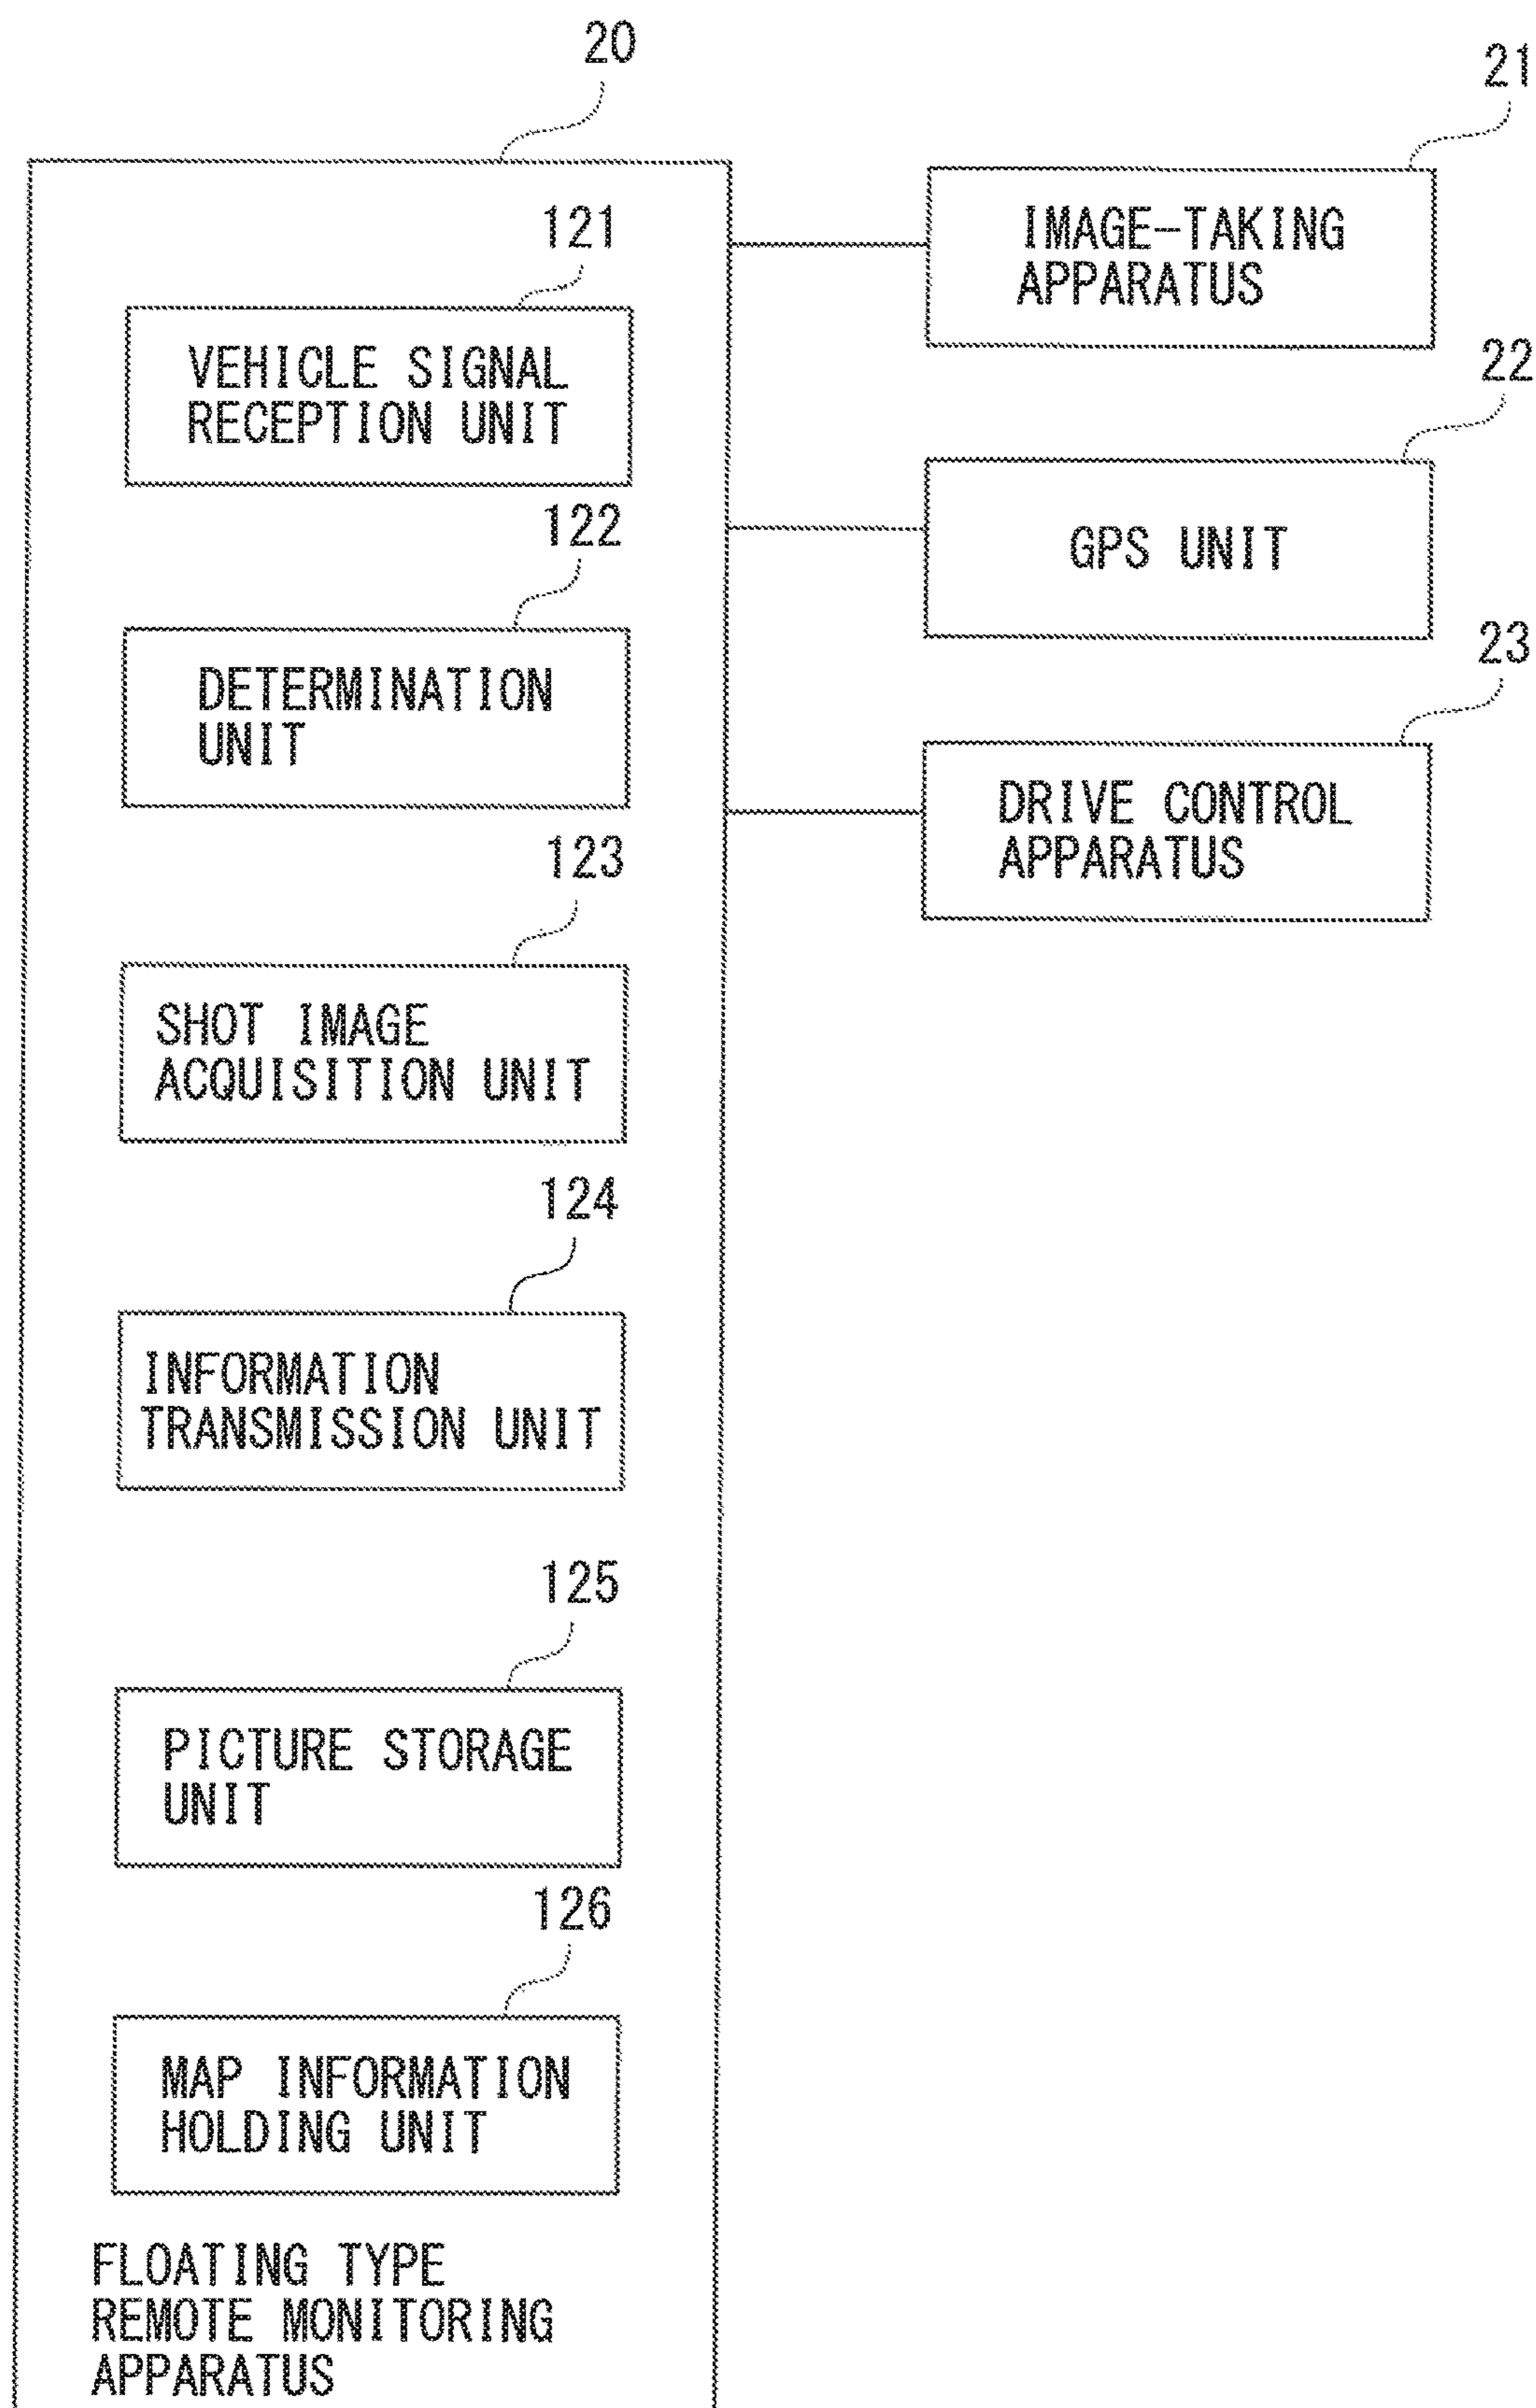 20
121
VEHICLE SIGNAL
RECEPTION UNIT
122
DETERMINATION
UNIT
123
SHOT IMAGE
ACQUISITION UNIT
124
INFORMATION
TRANSMISSION UNIT
125
PICTURE STORAGE
UNIT
126
MAP INFORMATION
HOLDING UNIT
FLOATING TYPE
REMOTE MONITORING
APPARATUS
21
IMAGE-TAKING
APPARATUS
22
GPS UNIT
23
DRIVE CONTROL
APPARATUS